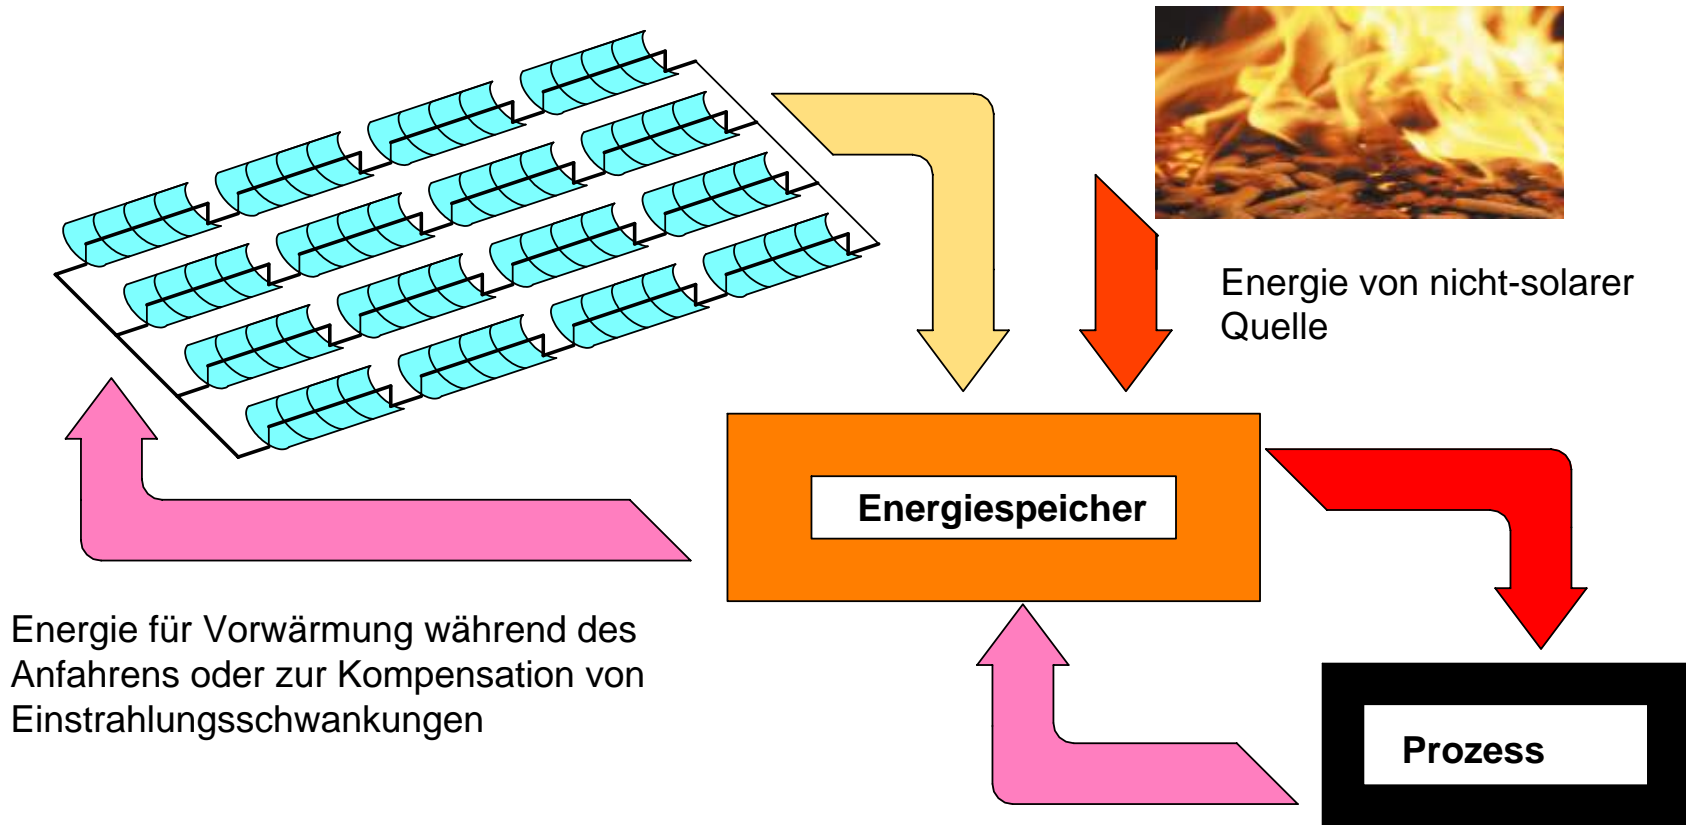 Energie von nicht-solarer
Quelle
Energiespeicher
Energie für Vorwärmung während des
Anfahrens oder zur Kompensation von
Einstrahlungsschwankungen
Prozess